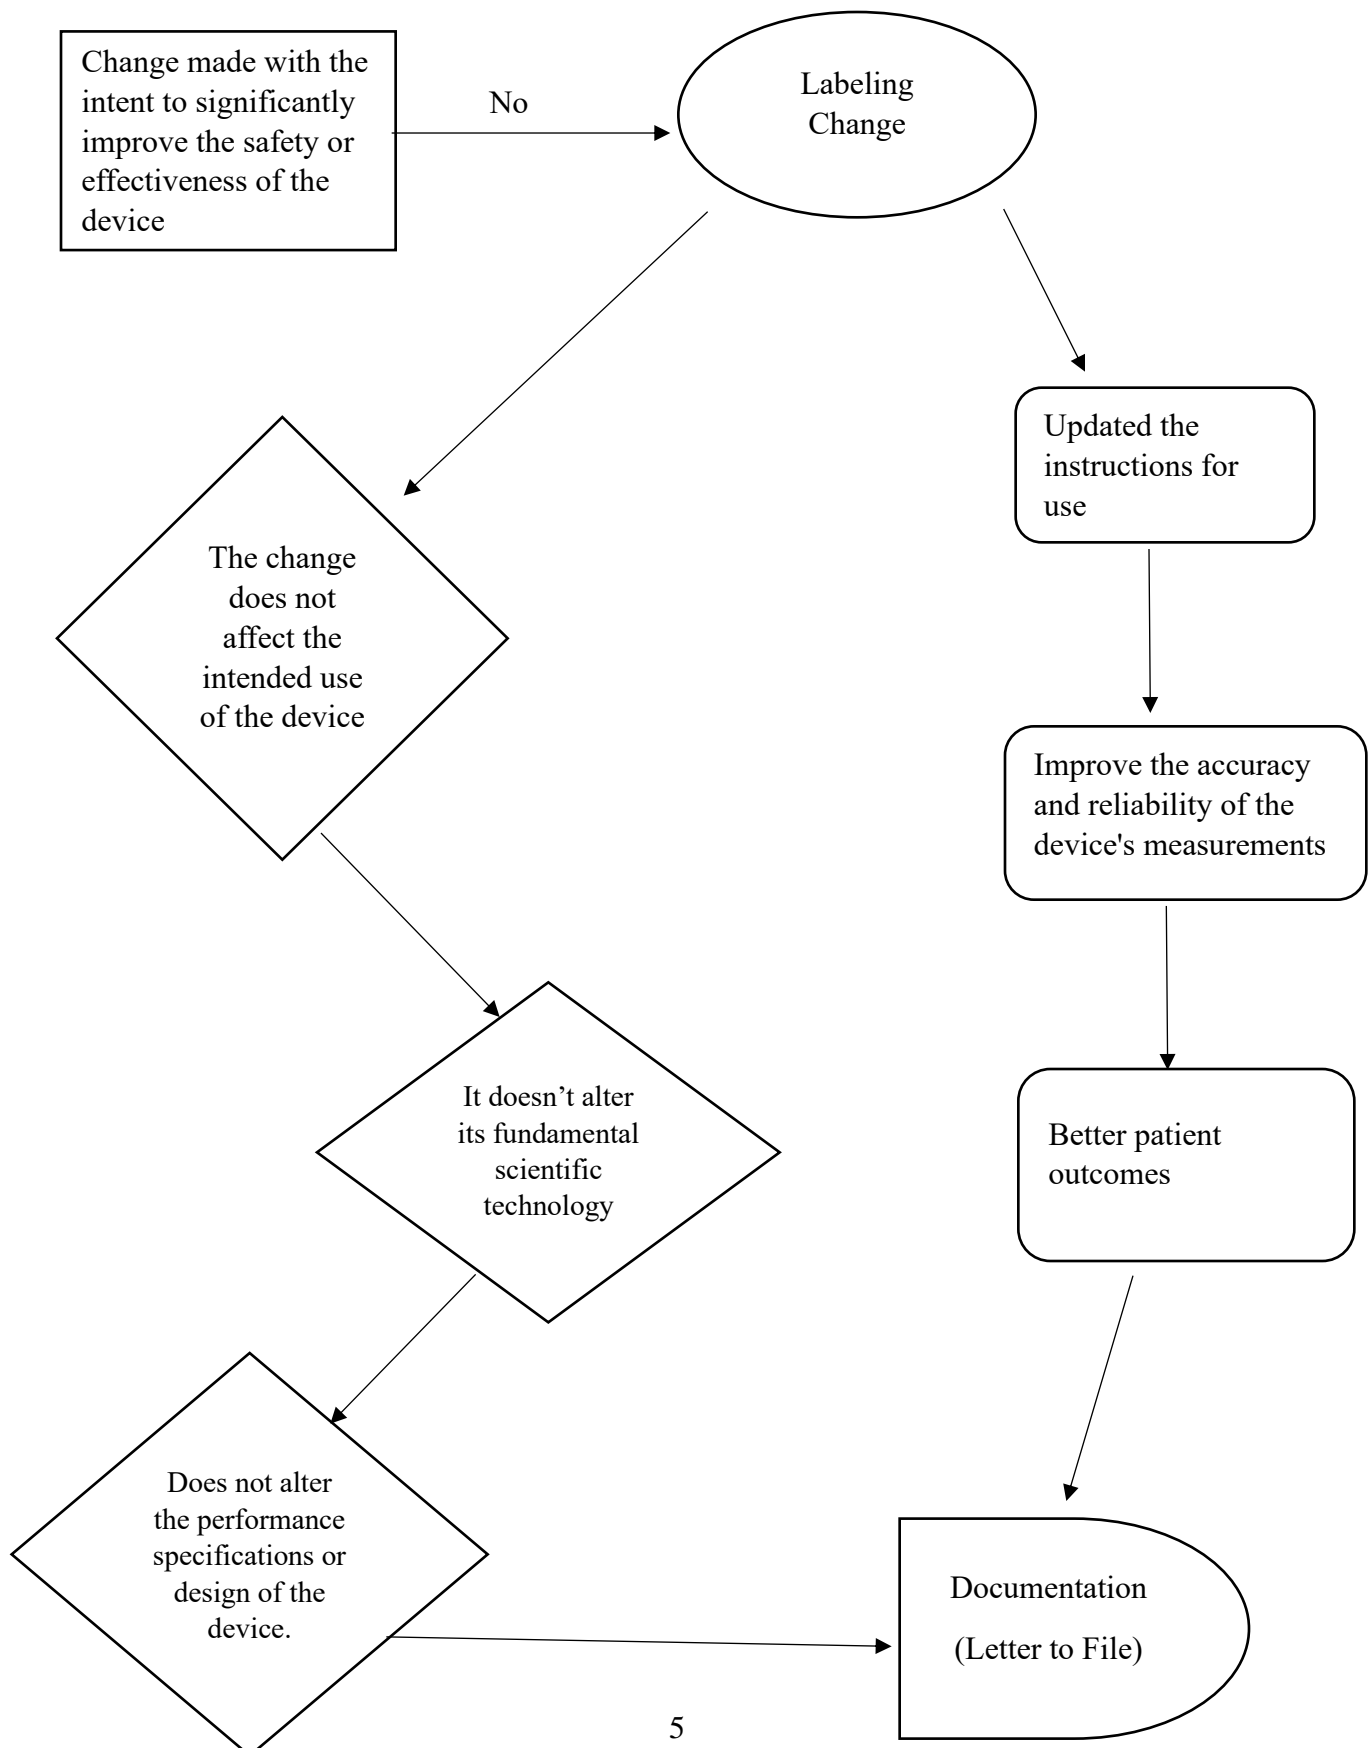 Change made with the
intent to significantly
improve the safety or
effectiveness of the
device
No
Labeling
Change
The change
does not
affect the
intended use
of the device
Updated the
instructions for
use
Improve the accuracy
and reliability of the
device's measurements
It doesn’t alter
its fundamental
scientific
technology
Better patient
outcomes
Does not alter
the performance
specifications or
design of the
device.
Documentation
(Letter to File)
5